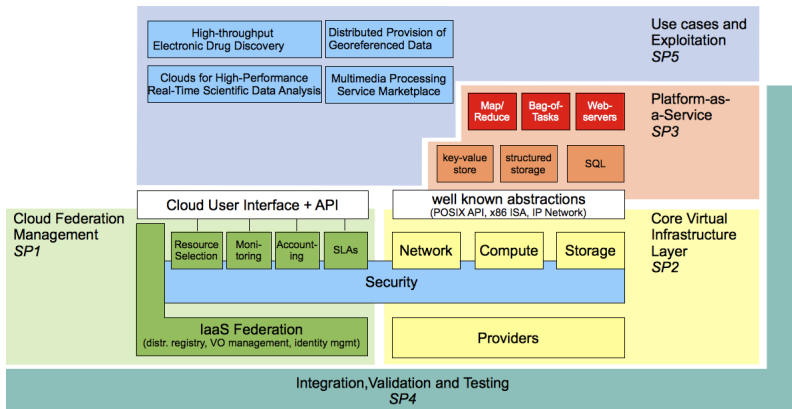 High-throughput
Electronic Drug Discovery
Distributed Provision of
Georeferenced Data
Use cases and
Exploitation
SP5
Clouds for High-Performance
Real-Time Scientific Data Analysis
Multimedia Processing
Service Marketplace
Map/
Reduce
Bag-of-
Tasks
Web-
servers
Platform-as-
a-Service
SP3
key-value
store
structured
storage
SQL
Cloud User Interface + API
well known abstractions
(POSIX API, x86 ISA, IP Network)
Cloud Federation
Management
SP1
Resource
Selection
Moni-
toring
Account-
ing
SLAs
Network
Compute
Storage
Core Virtual
Infrastructure
Layer
SP2
Security
IaaS Federation
(distr. registry, VO management, identity mgmt)
Providers
Integration,Validation and Testing
SP4